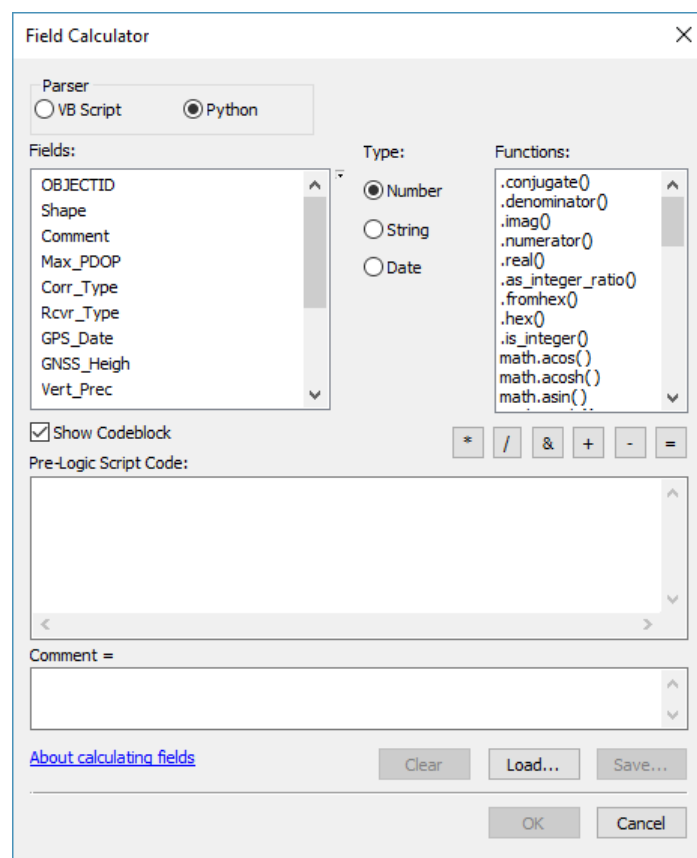 Field Calculator
Parser
VB Script
Python
Fields:
Type:
Functions:
OBJECTID
Shape
Comment
Max_PDOP
Corr_Type
Rcvr_Type
GPS_Date
GNSS_Heigh
Vert_Prec
Number
String
Date
.conjugate()
.denominator()
.imag()
.numerator()
.real()
.as_integer_ratio()
.fromhex()
.hex()
.is_integer()
math.acos( )
math.acosh( )
math.asin( )
Show Codeblock
* / & + - =
Pre-Logic Script Code:
Comment =
About calculating fields
Clear
Load...
Save...
OK
Cancel